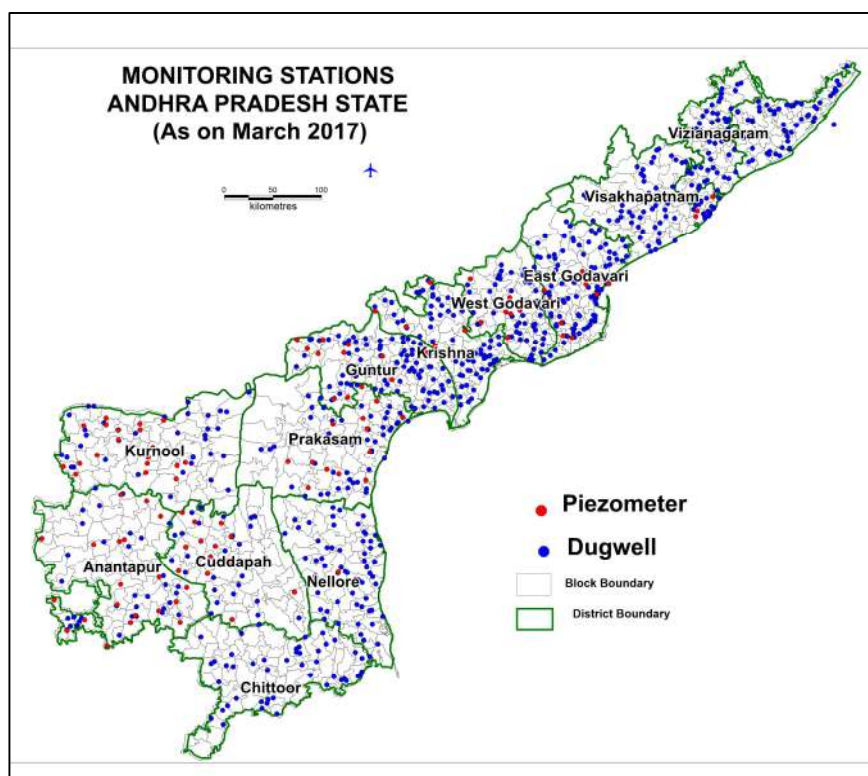 MONITORING STATIONS
ANDHRA PRADESH STATE
(As on March 2017)
0 50 100
kilometres
Vizianagaram
Visakhapatnam
East Godavari
West Godavari
Krishna
Guntur
Prakasam
Kurnool
Cuddapah
Anantapur
Nellore
Chittoor
Piezometer
Dugwell
Block Boundary
District Boundary